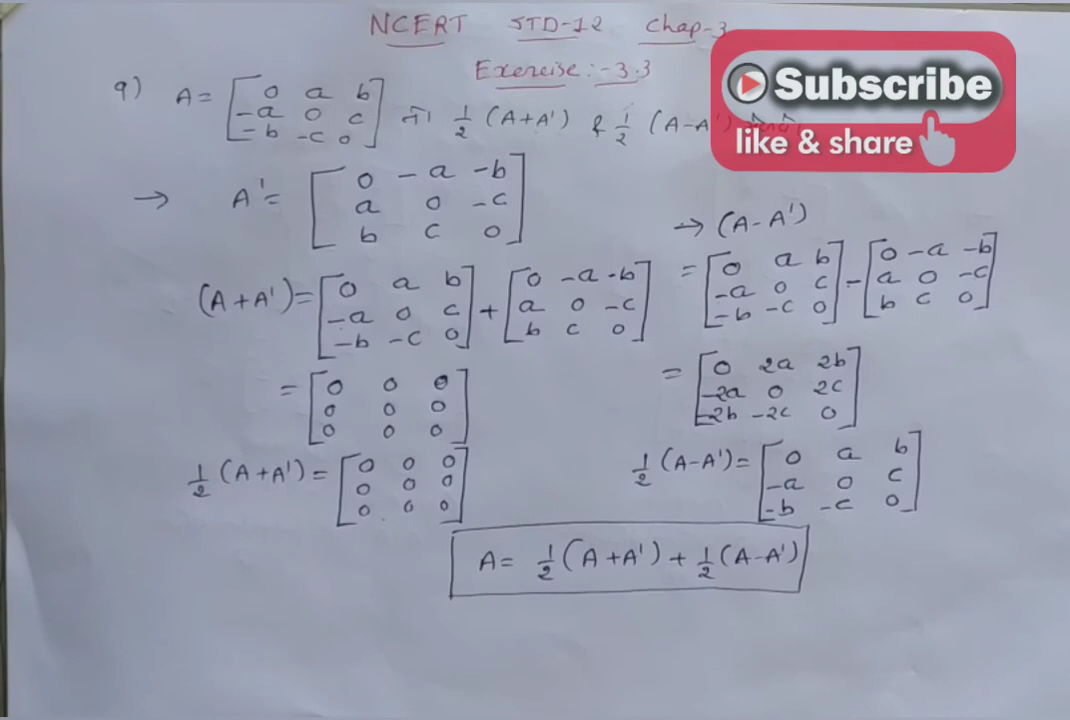 NCERT STD-12 Chap-3
Exercise:-3.3
Subscribe
like & share
9) A= [0 a b
-a 0 c
-b -c 0] નો 1/2 (A+A') & 1/2 (A-A')
→ A'= [0 -a -b
a 0 -c
b c 0]
(A+A')= [0 a b
-a 0 c
-b -c 0] + [0 -a -b
a 0 -c
b c 0]
= [0 0 0
0 0 0
0 0 0]
1/2 (A+A')= [0 0 0
0 0 0
0 0 0]
→ (A-A')
= [0 a b
-a 0 c
-b -c 0] - [0 -a -b
a 0 -c
b c 0]
= [0 2a 2b
-2a 0 2c
-2b -2c 0]
1/2 (A-A')= [0 a b
-a 0 c
-b -c 0]
A= 1/2 (A+A') + 1/2 (A-A')